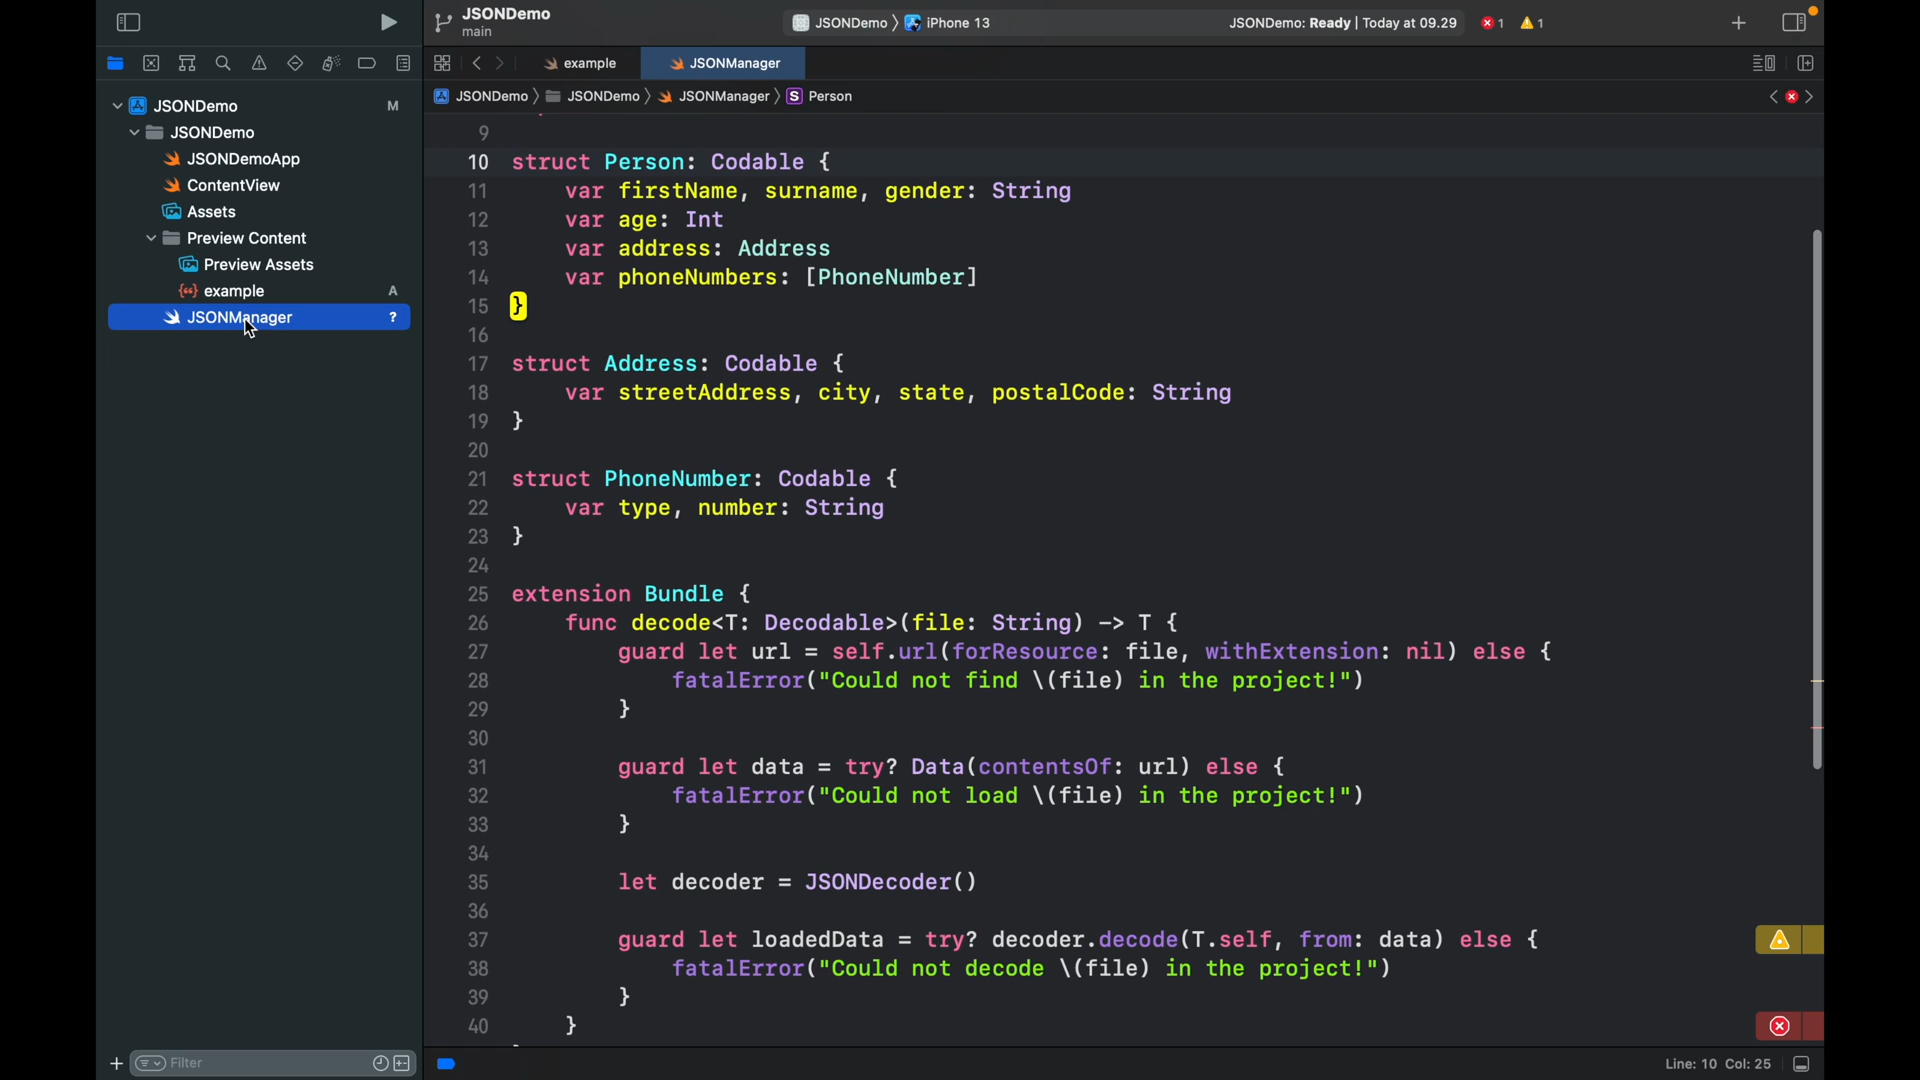 JSONDemo
main
JSONDemo
iPhone 13
JSONDemo: Ready | Today at 09.29
1
1
example
JSONManager
JSONDemo
JSONDemo
JSONManager
S Person
JSONDemo M
JSONDemo
JSONDemoApp
ContentView
Assets
Preview Content
Preview Assets
example A
JSONManager ?
9
10 struct Person: Codable {
11 var firstName, surname, gender: String
12 var age: Int
13 var address: Address
14 var phoneNumbers: [PhoneNumber]
15 }
16
17 struct Address: Codable {
18 var streetAddress, city, state, postalCode: String
19 }
20
21 struct PhoneNumber: Codable {
22 var type, number: String
23 }
24
25 extension Bundle {
26 func decode<T: Decodable>(file: String) -> T {
27 guard let url = self.url(forResource: file, withExtension: nil) else {
28 fatalError("Could not find \(file) in the project!")
29 }
30
31 guard let data = try? Data(contentsOf: url) else {
32 fatalError("Could not load \(file) in the project!")
33 }
34
35 let decoder = JSONDecoder()
36
37 guard let loadedData = try? decoder.decode(T.self, from: data) else {
38 fatalError("Could not decode \(file) in the project!")
39 }
40 }
Filter
Line: 10 Col: 25